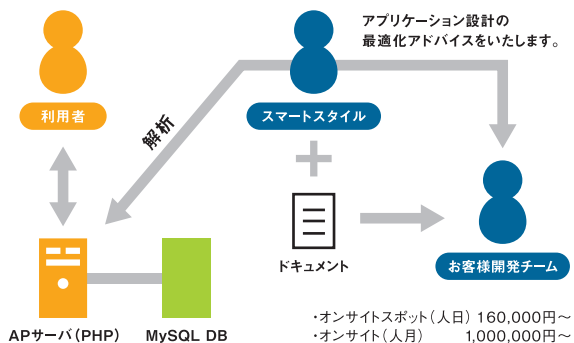 アプリケーション設計の
最適化アドバイスをいたします。
利用者
スマートスタイル
解析
ドキュメント
お客様開発チーム
APサーバ（PHP）
MySQL DB
・オンサイトスポット（人日） 160,000円～
・オンサイト（人月） 1,000,000円～